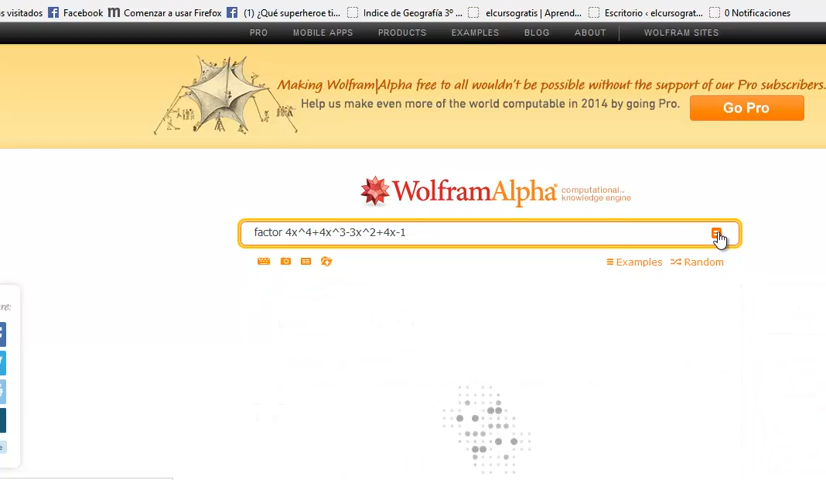 s visitados Facebook Comenzar a usar Firefox (1) ¿Qué superheroe ti... Indice de Geografía 3º ... elcursogratis | Aprend... Escritorio ‹ elcursograt... 0 Notificaciones
PRO MOBILE APPS PRODUCTS EXAMPLES BLOG ABOUT WOLFRAM SITES
Making Wolfram|Alpha free to all wouldn't be possible without the support of our Pro subscribers.
Help us make even more of the world computable in 2014 by going Pro.
Go Pro
WolframAlpha computational knowledge engine
factor 4x^4+4x^3-3x^2+4x-1
Examples Random
re: